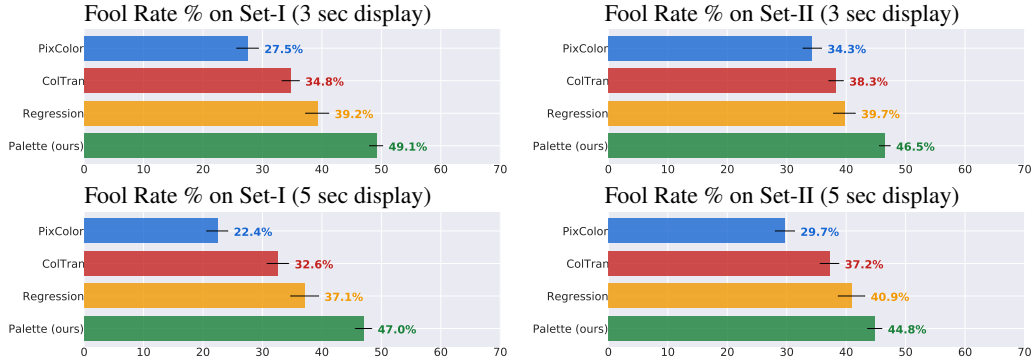 Fool Rate % on Set-I (3 sec display)
PixColor 27.5%
ColTran 34.8%
Regression 39.2%
Palette (ours) 49.1%
0 10 20 30 40 50 60 70
Fool Rate % on Set-II (3 sec display)
PixColor 34.3%
ColTran 38.3%
Regression 39.7%
Palette (ours) 46.5%
0 10 20 30 40 50 60 70
Fool Rate % on Set-I (5 sec display)
PixColor 22.4%
ColTran 32.6%
Regression 37.1%
Palette (ours) 47.0%
0 10 20 30 40 50 60 70
Fool Rate % on Set-II (5 sec display)
PixColor 29.7%
ColTran 37.2%
Regression 40.9%
Palette (ours) 44.8%
0 10 20 30 40 50 60 70